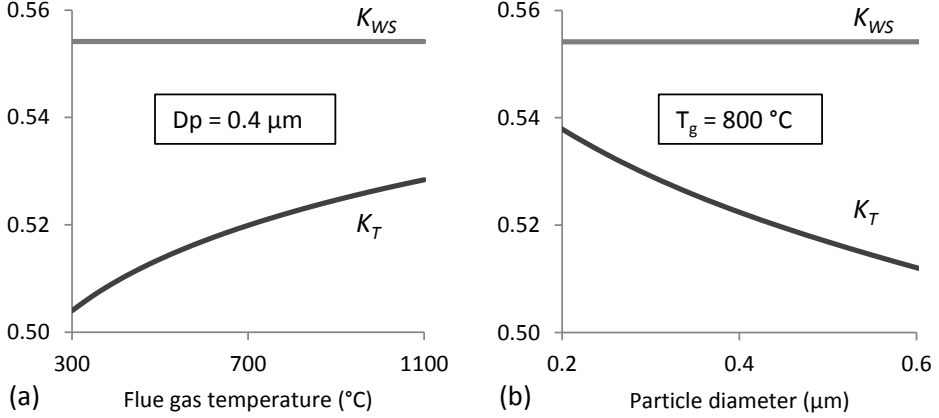 0.56
0.54
0.52
0.50
K_WS
Dp = 0.4 µm
K_T
300 700 1100
(a) Flue gas temperature (°C)
0.56
0.54
0.52
0.50
K_WS
T_g = 800 °C
K_T
0.2 0.4 0.6
(b) Particle diameter (µm)